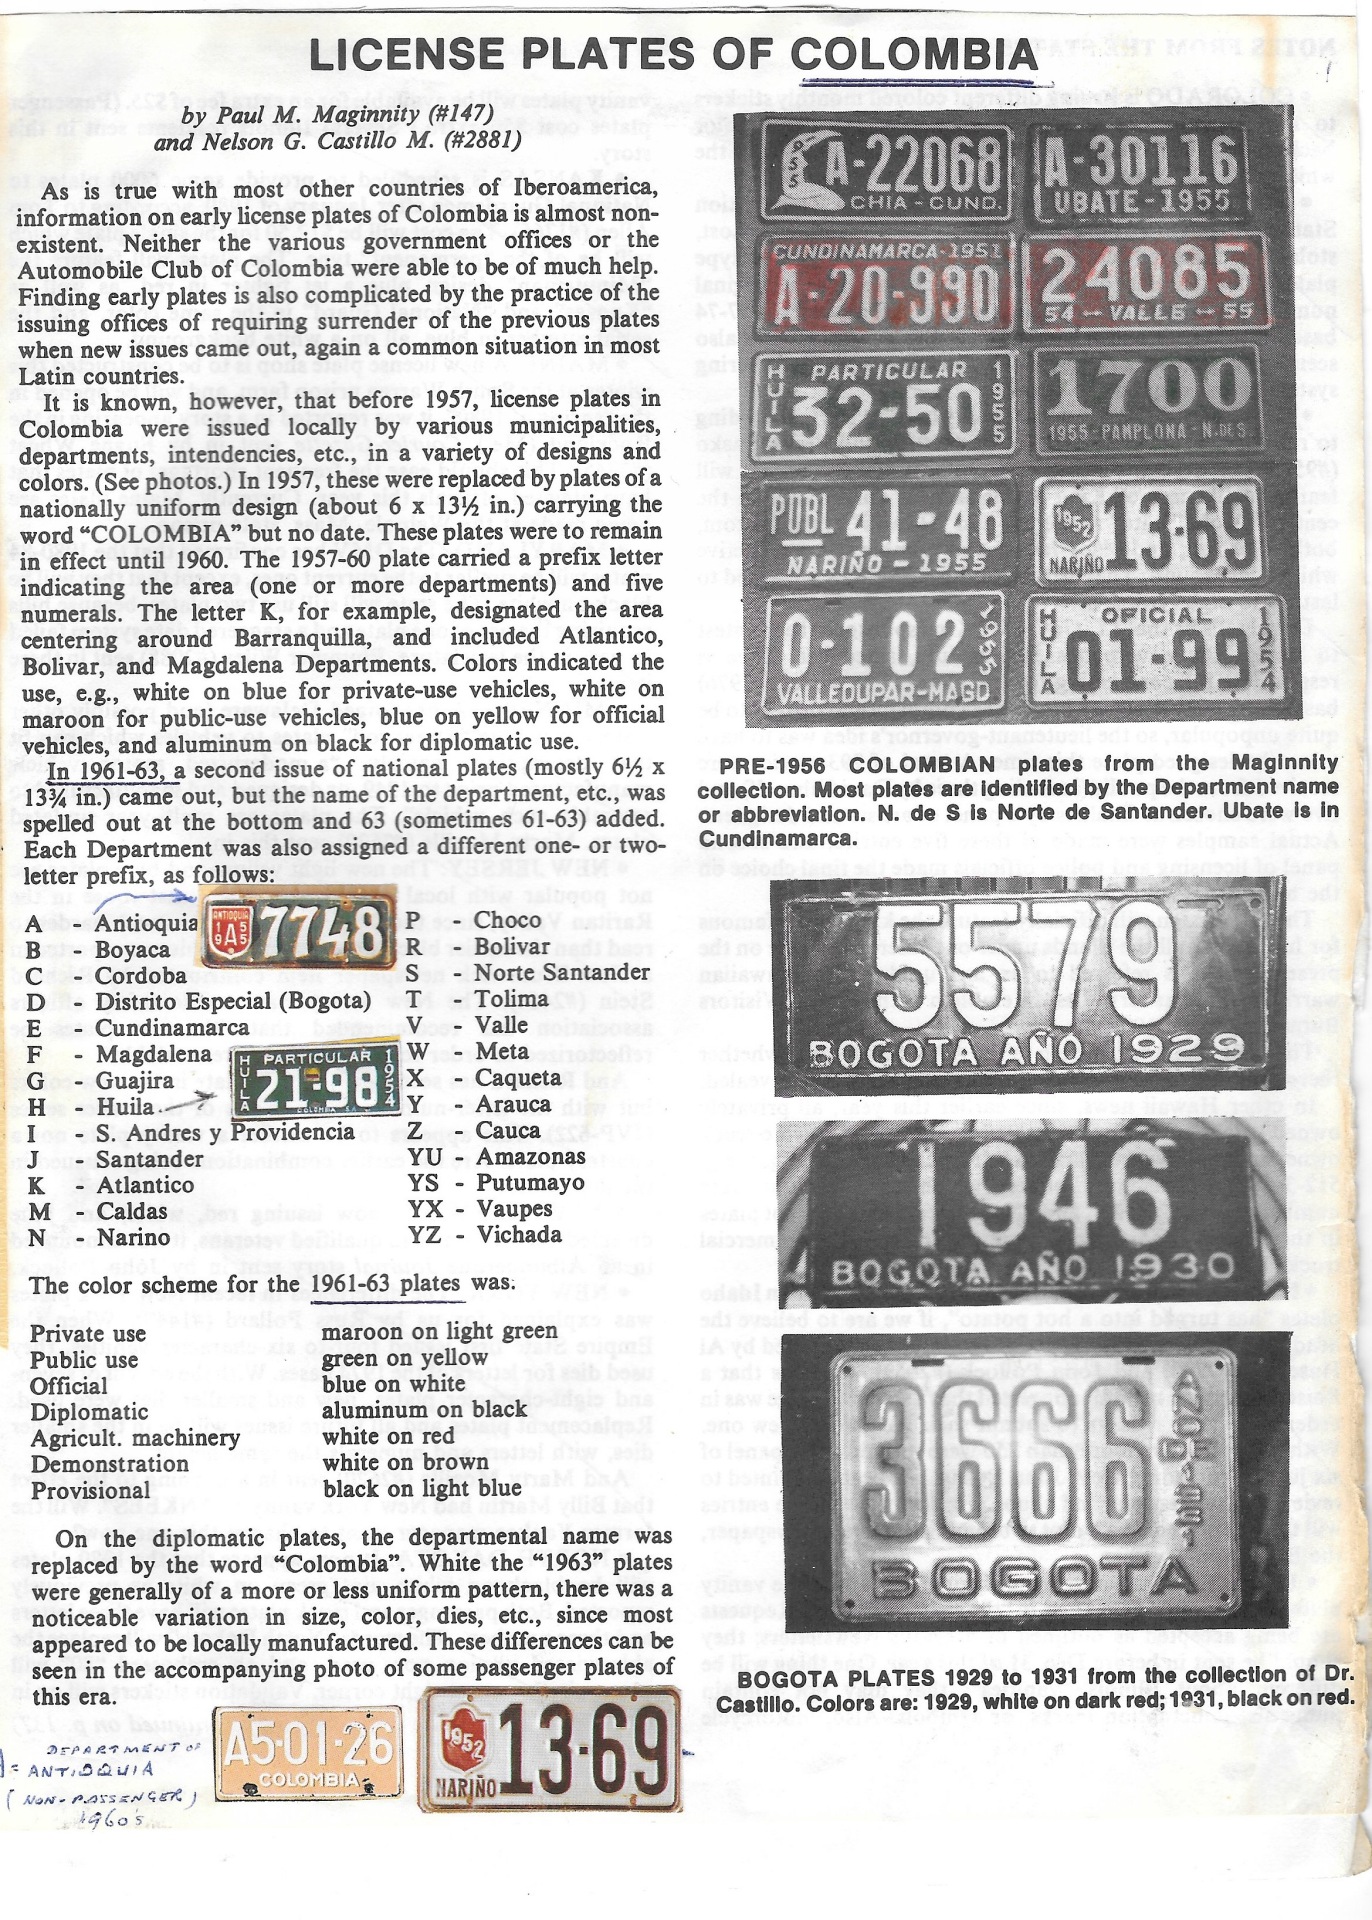 LICENSE PLATES OF COLOMBIA
by Paul M. Maginnity (#147)
and Nelson G. Castillo M. (#2881)
As is true with most other countries of Iberoamerica,
information on early license plates of Colombia is almost non-
existent. Neither the various government offices or the
Automobile Club of Colombia were able to be of much help.
Finding early plates is also complicated by the practice of the
issuing offices of requiring surrender of the previous plates
when new issues came out, again a common situation in most
Latin countries.
It is known, however, that before 1957, license plates in
Colombia were issued locally by various municipalities,
departments, intendencies, etc., in a variety of designs and
colors. (See photos.) In 1957, these were replaced by plates of a
nationally uniform design (about 6 x 13½ in.) carrying the
word “COLOMBIA” but no date. These plates were to remain
in effect until 1960. The 1957-60 plate carried a prefix letter
indicating the area (one or more departments) and five
numerals. The letter K, for example, designated the area
centering around Barranquilla, and included Atlantico,
Bolivar, and Magdalena Departments. Colors indicated the
use, e.g., white on blue for private-use vehicles, white on
maroon for public-use vehicles, blue on yellow for official
vehicles, and aluminum on black for diplomatic use.
In 1961-63, a second issue of national plates (mostly 6½ x
13¾ in.) came out, but the name of the department, etc., was
spelled out at the bottom and 63 (sometimes 61-63) added.
Each Department was also assigned a different one- or two-
letter prefix, as follows:
A - Antioquia
B - Boyaca
C - Cordoba
D - Distrito Especial (Bogota)
E - Cundinamarca
F - Magdalena
G - Guajira
H - Huila
I - S. Andres y Providencia
J - Santander
K - Atlantico
M - Caldas
N - Narino
ANTIOQUIA
19 A 55
7748
HUILA
PARTICULAR
1954
21-98
COLOMBIA S.A.
P - Choco
R - Bolivar
S - Norte Santander
T - Tolima
V - Valle
W - Meta
X - Caqueta
Y - Arauca
Z - Cauca
YU - Amazonas
YS - Putumayo
YX - Vaupes
YZ - Vichada
The color scheme for the 1961-63 plates was:
Private use maroon on light green
Public use green on yellow
Official blue on white
Diplomatic aluminum on black
Agricult. machinery white on red
Demonstration white on brown
Provisional black on light blue
On the diplomatic plates, the departmental name was
replaced by the word “Colombia”. White the “1963” plates
were generally of a more or less uniform pattern, there was a
noticeable variation in size, color, dies, etc., since most
appeared to be locally manufactured. These differences can be
seen in the accompanying photo of some passenger plates of
this era.
DEPARTMENT OF
A = ANTIOQUIA
(NON-PASSENGER)
1960's
A5·01-26
COLOMBIA
1952
NARIÑO
13-69
955
A-22068
CHIA - CUND.
A-30116
UBATE - 1955
CUNDINAMARCA-1951
A-20-990
24085
54 - VALLE - 55
HUILA
PARTICULAR
1955
32-50
1700
1955-PAMPLONA-N.DE S
PUBL 41-48
NARIÑO - 1955
1952
NARIÑO
13-69
0-102
1955
VALLEDUPAR-MAGD
HUILA
OFICIAL
1954
01-99
PRE-1956 COLOMBIAN plates from the Maginnity
collection. Most plates are identified by the Department name
or abbreviation. N. de S is Norte de Santander. Ubate is in
Cundinamarca.
5579
BOGOTA AÑO 1929
1946
BOGOTA AÑO 1930
3666
AÑO DE 1931
BOGOTA
BOGOTA PLATES 1929 to 1931 from the collection of Dr.
Castillo. Colors are: 1929, white on dark red; 1931, black on red.